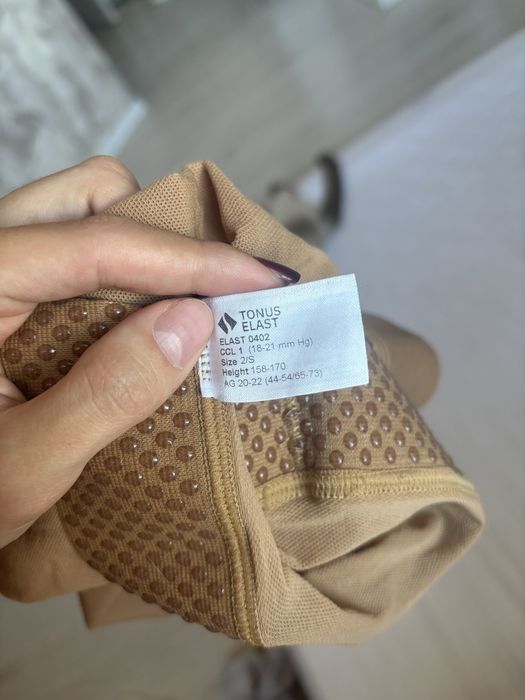 TONUS
ELAST
ELAST 0402
CCL 1 (18-21 mm Hg)
Size 2/S
Height 158-170
AG 20-22 (44-54/65-73)